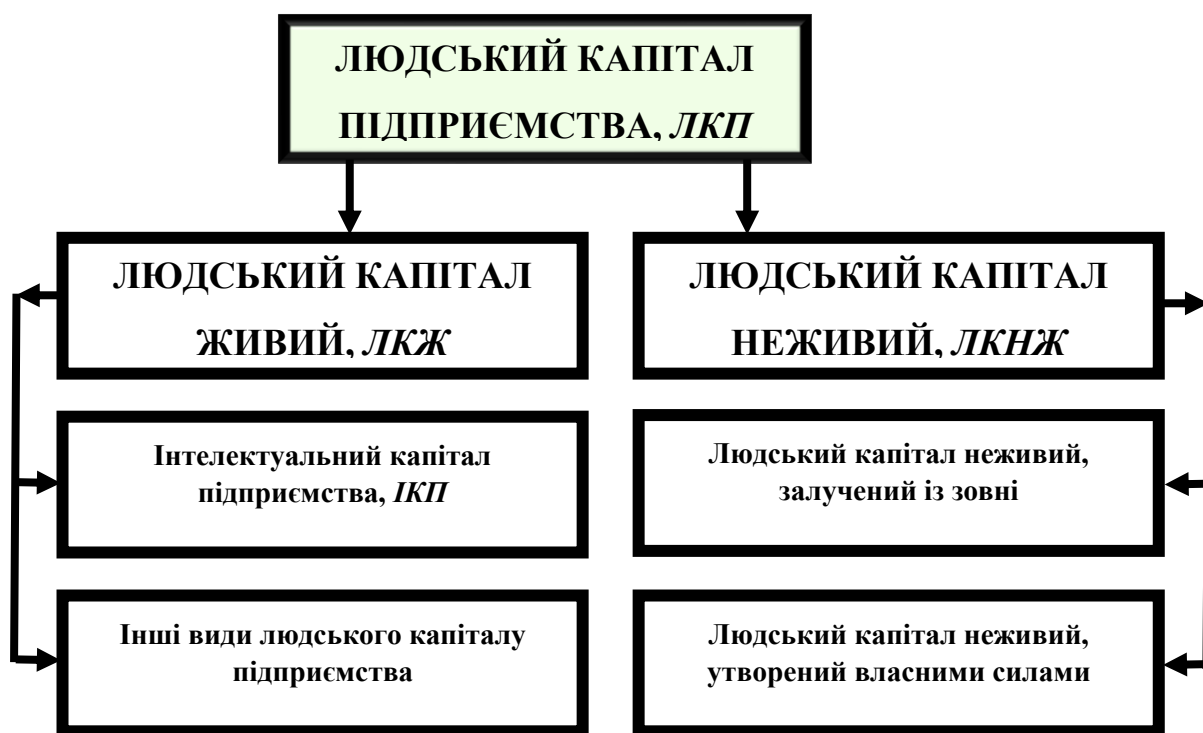 ЛЮДСЬКИЙ КАПІТАЛ
ПІДПРИЄМСТВА, ЛКП
ЛЮДСЬКИЙ КАПІТАЛ
ЖИВИЙ, ЛКЖ
ЛЮДСЬКИЙ КАПІТАЛ
НЕЖИВИЙ, ЛКНЖ
Інтелектуальний капітал
підприємства, ІКП
Людський капітал неживий,
залучений із зовні
Інші види людського капіталу
підприємства
Людський капітал неживий,
утворений власними силами